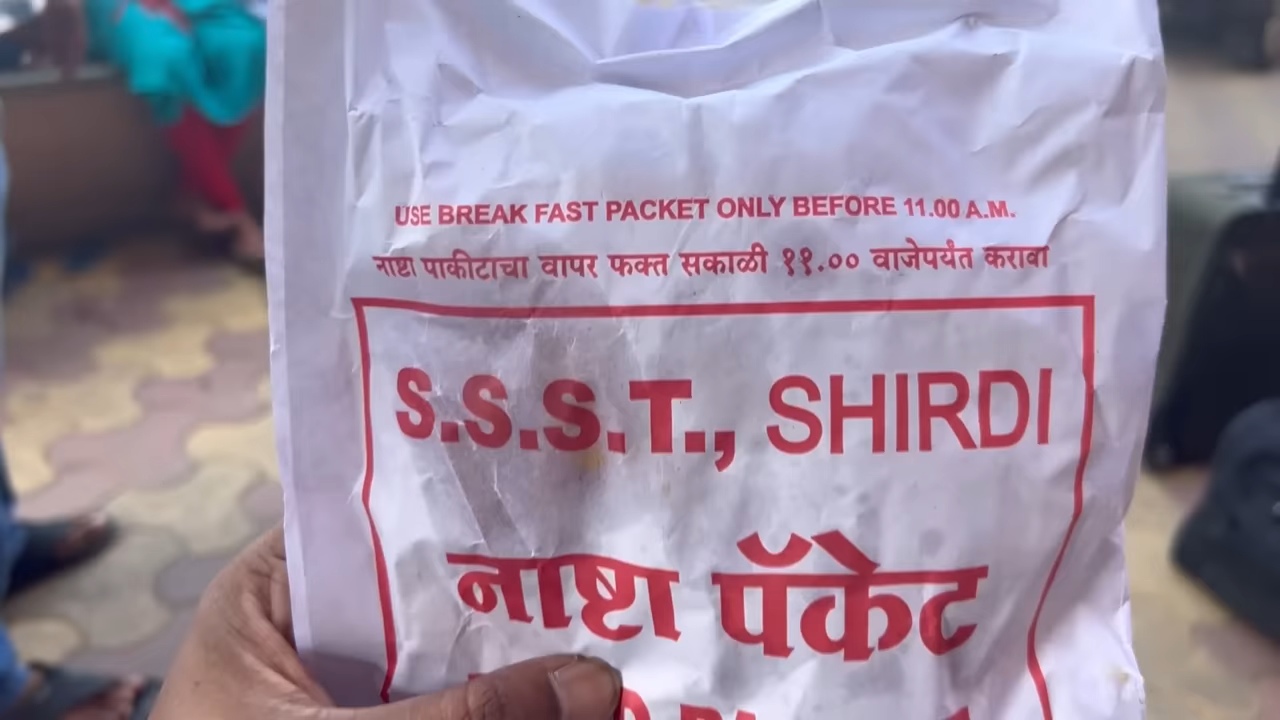 USE BREAK FAST PACKET ONLY BEFORE 11.00 A.M.
नाष्टा पाकीटाचा वापर फक्त सकाळी ११.०० वाजेपर्यंत करावा
S.S.S.T., SHIRDI
नाष्टा पॅकेट